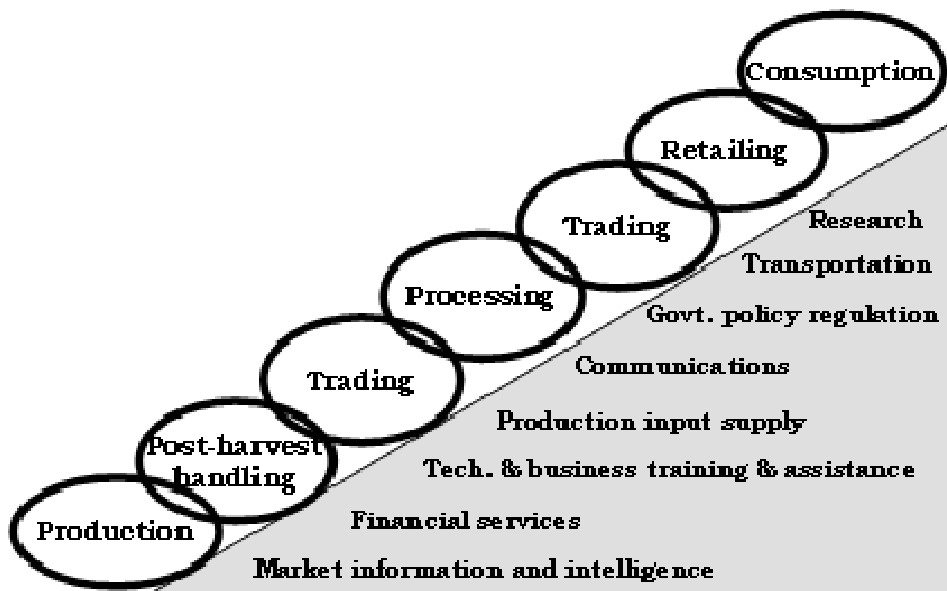 Consumption
Retailing
Trading
Processing
Trading
Post-harvest
handling
Production
Research
Transportation
Govt. policy regulation
Communications
Production input supply
Tech. & business training & assistance
Financial services
Market information and intelligence